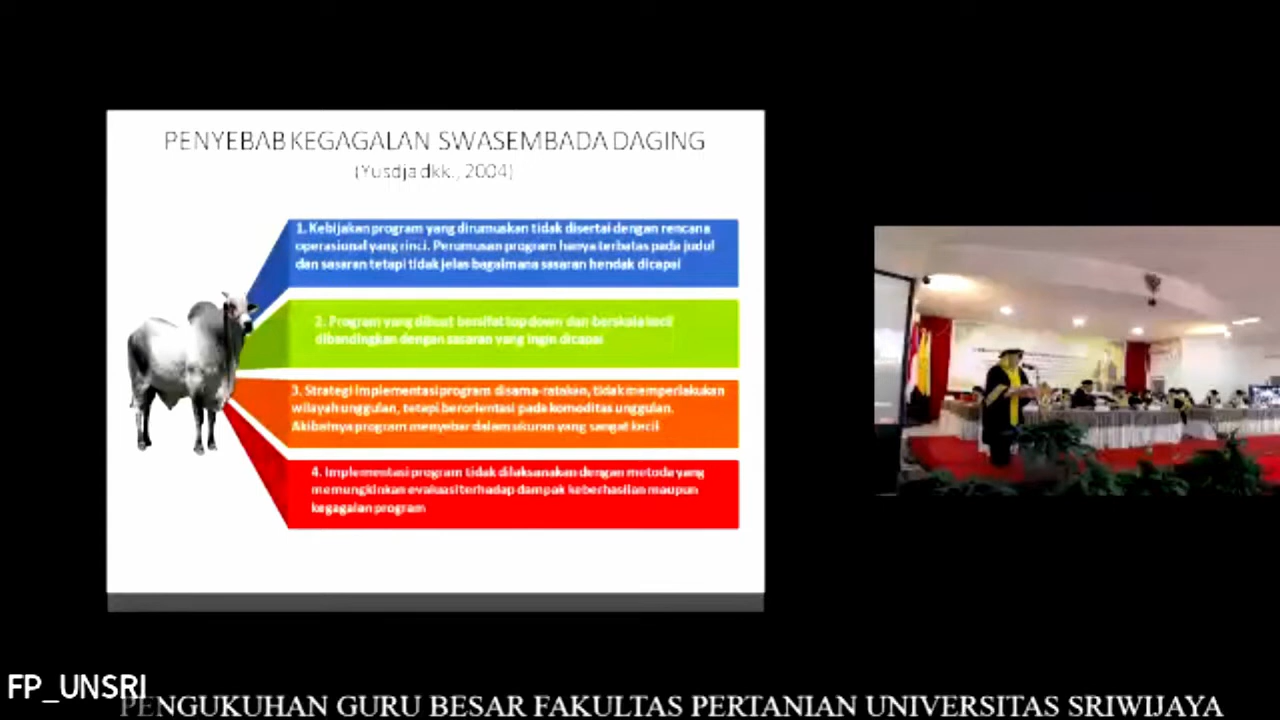 PENYEBAB KEGAGALAN SWASEMBADA DAGING
(Yusdja dkk., 2004)
1. Kebijakan program yang dirumuskan tidak disertai dengan rencana
operasional yang rinci. Perumusan program hanya terbatas pada judul
dan sasaran tetapi tidak jelas bagaimana sasaran hendak dicapai
2. Program yang dibuat bersifat top down dan berskala kecil
dibandingkan dengan sasaran yang ingin dicapai
3. Strategi implementasi program disama-ratakan, tidak memperlakukan
wilayah unggulan, tetapi berorientasi pada komoditas unggulan.
Akibatnya program menyebar dalam ukuran yang sangat kecil
4. Implementasi program tidak dilaksanakan dengan metoda yang
memungkinkan evaluasi terhadap dampak keberhasilan maupun
kegagalan program
FP_UNSRI
PENGUKUHAN GURU BESAR FAKULTAS PERTANIAN UNIVERSITAS SRIWIJAYA